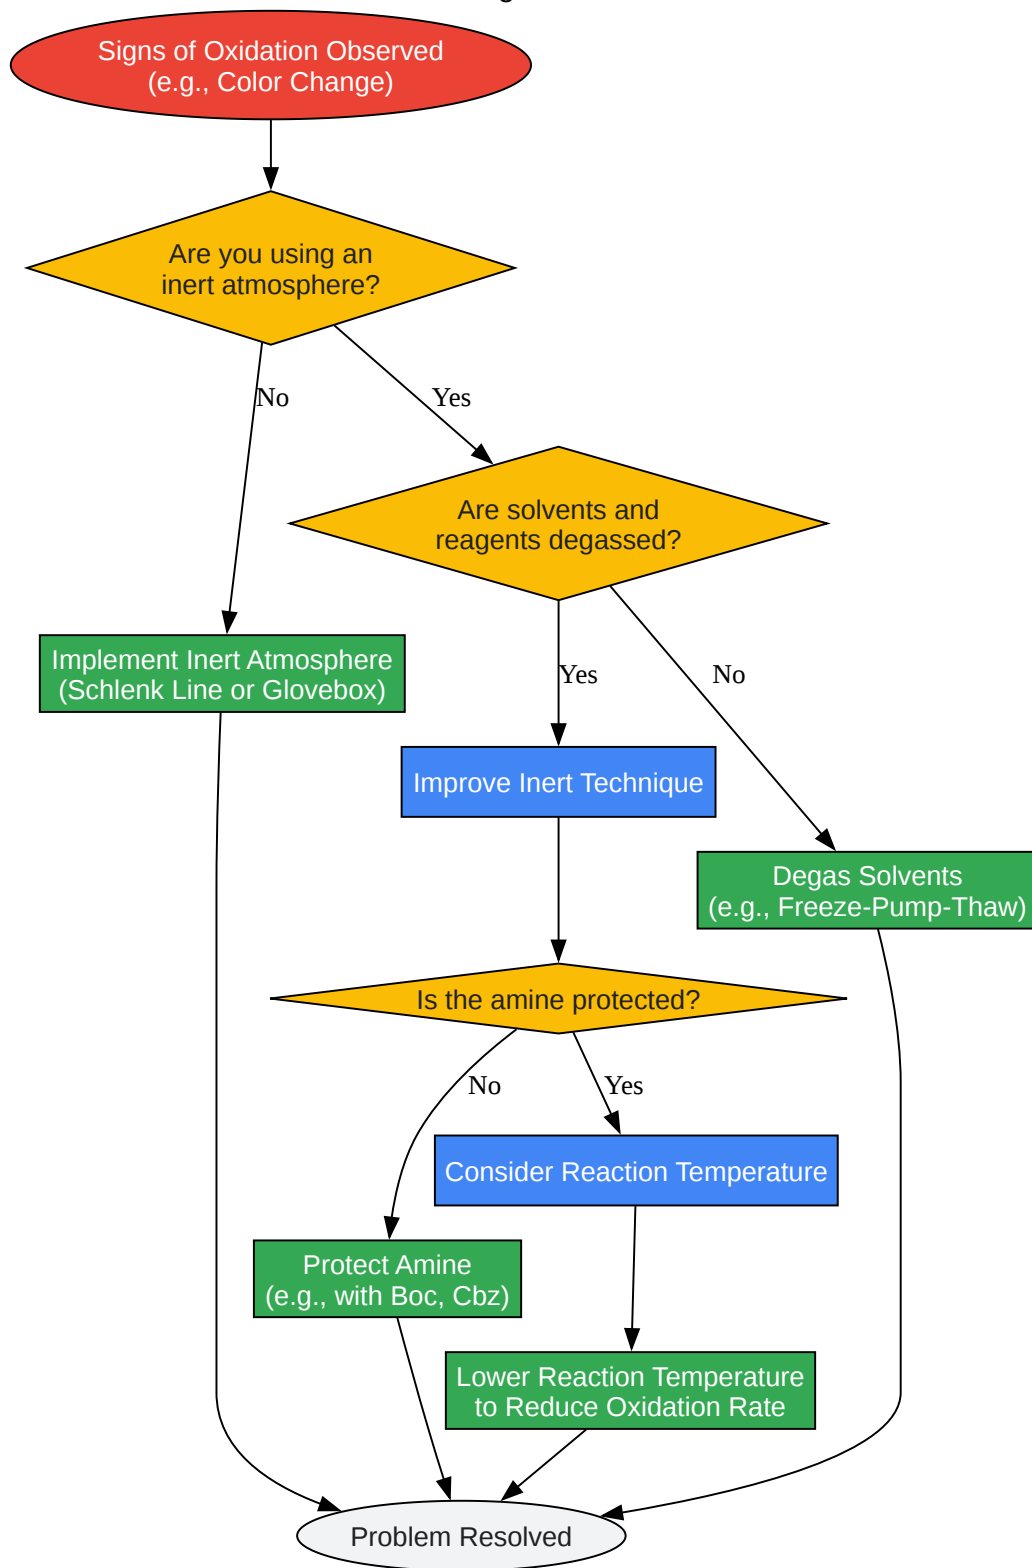 Signs of Oxidation Observed
(e.g., Color Change)
Are you using an
inert atmosphere?
No
Yes
Are solvents and
reagents degassed?
Implement Inert Atmosphere
(Schlenk Line or Glovebox)
Yes
No
Improve Inert Technique
Degas Solvents
(e.g., Freeze-Pump-Thaw)
Is the amine protected?
No
Yes
Consider Reaction Temperature
Protect Amine
(e.g., with Boc, Cbz)
Lower Reaction Temperature
to Reduce Oxidation Rate
Problem Resolved